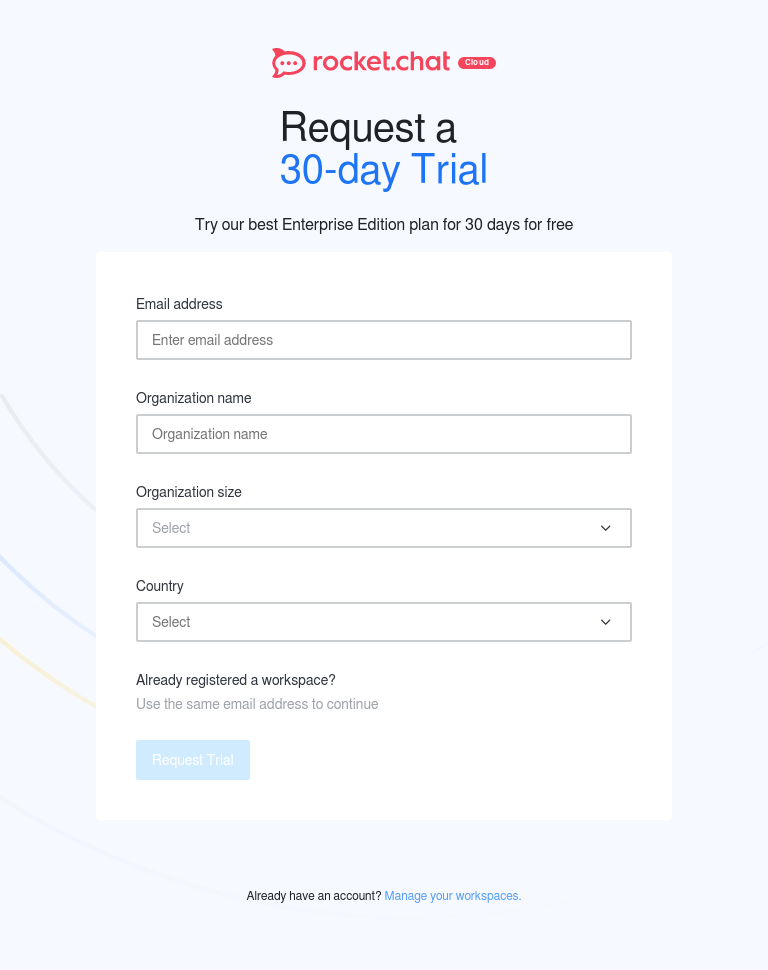 rocket.chat Cloud
Request a
30-day Trial
Try our best Enterprise Edition plan for 30 days for free
Email address
Enter email address
Organization name
Organization name
Organization size
Select
Country
Select
Already registered a workspace?
Use the same email address to continue
Request Trial
Already have an account? Manage your workspaces.